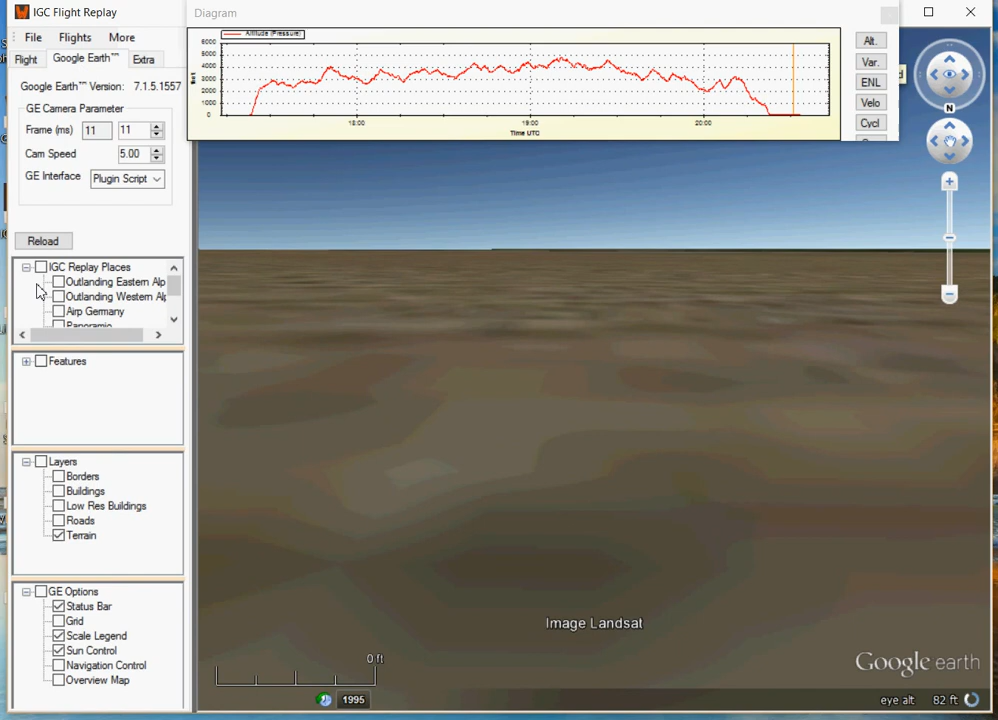 IGC Flight Replay
Diagram
File Flights More
Flight Google Earth™ Extra
Google Earth™ Version: 7.1.5.1557
GE Camera Parameter
Frame (ms) 11 11
Cam Speed 5.00
GE Interface Plugin Script
Reload
IGC Replay Places
Outlanding Eastern Alp
Outlanding Western Alp
Airp Germany
Panoramio
Features
Layers
Borders
Buildings
Low Res Buildings
Roads
Terrain
GE Options
Status Bar
Grid
Scale Legend
Sun Control
Navigation Control
Overview Map
Altitude (Pressure)
6000
5000
4000
3000
2000
1000
0
18:00 19:00 20:00
Time UTC
Alt.
Var.
ENL
Velo
Cycl
N
Image Landsat
Google earth
0 ft
1995
eye alt 82 ft